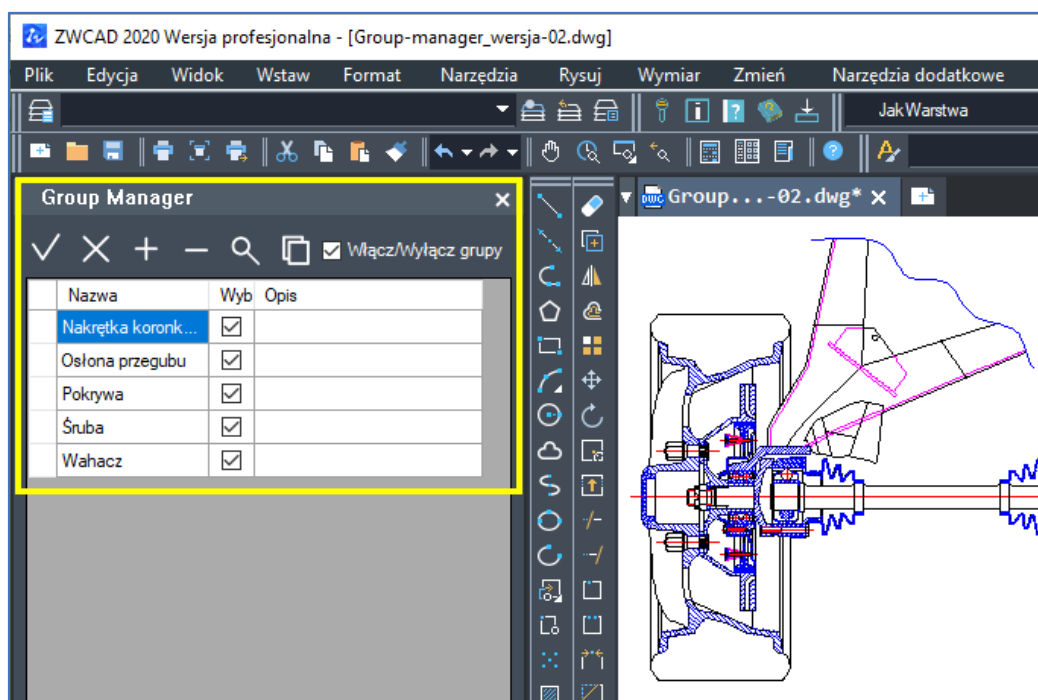 ZWCAD 2020 Wersja profesjonalna - [Group-manager_wersja-02.dwg]
Plik Edycja Widok Wstaw Format Narzędzia Rysuj Wymiar Zmień Narzędzia dodatkowe
JakWarstwa
Group Manager
Group...-02.dwg*
Włącz/Wyłącz grupy
Nazwa Wyb Opis
Nakrętka koronk...
Osłona przegubu
Pokrywa
Śruba
Wahacz